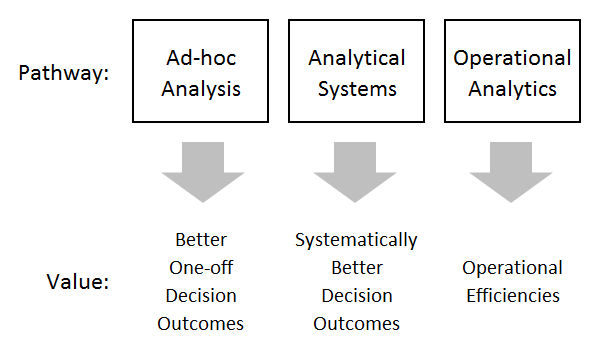 Pathway:
Ad-hoc
Analysis
Analytical
Systems
Operational
Analytics
Value:
Better
One-off
Decision
Outcomes
Systematically
Better
Decision
Outcomes
Operational
Efficiencies